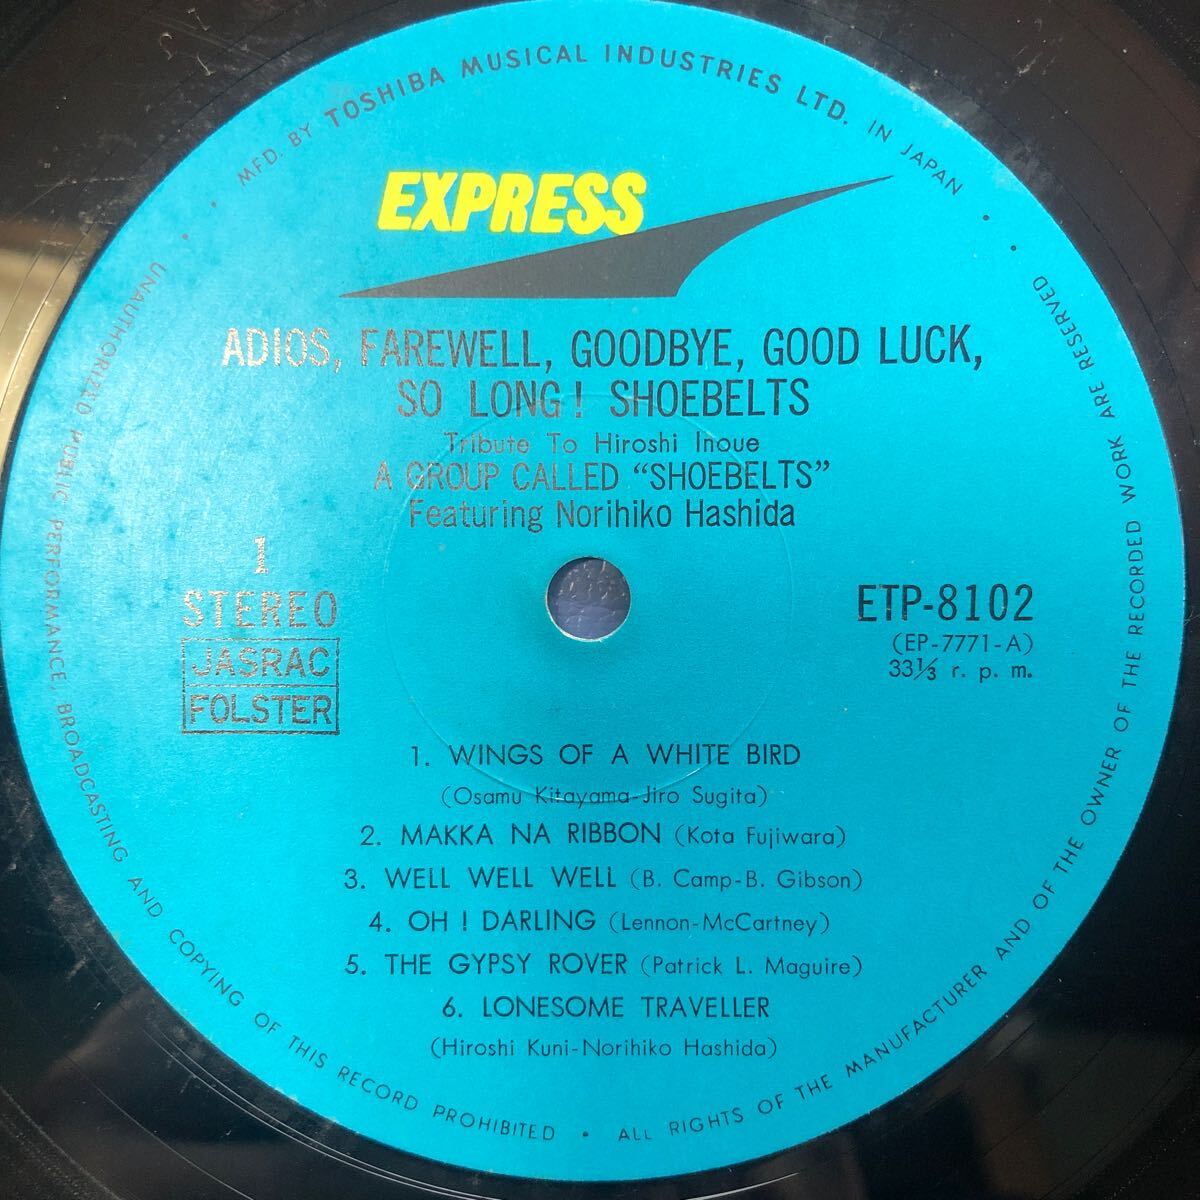 MFD. BY TOSHIBA MUSICAL INDUSTRIES LTD. IN JAPAN
EXPRESS
ADIOS, FAREWELL, GOODBYE, GOOD LUCK,
SO LONG! SHOEBELTS
Tribute To Hiroshi Inoue
A GROUP CALLED “SHOEBELTS”
Featuring Norihiko Hashida
1
STEREO
JASRAC
FOLSTER
ETP-8102
(EP-7771-A)
33⅓ r. p. m.
1. WINGS OF A WHITE BIRD
(Osamu Kitayama-Jiro Sugita)
2. MAKKA NA RIBBON (Kota Fujiwara)
3. WELL WELL WELL (B. Camp-B. Gibson)
4. OH ! DARLING (Lennon-McCartney)
5. THE GYPSY ROVER (Patrick L. Maguire)
6. LONESOME TRAVELLER
(Hiroshi Kuni-Norihiko Hashida)
UNAUTHORIZED PUBLIC PERFORMANCE, BROADCASTING AND COPYING OF THIS RECORD PROHIBITED • ALL RIGHTS OF THE MANUFACTURER AND OF THE OWNER OF THE RECORDED WORK ARE RESERVED